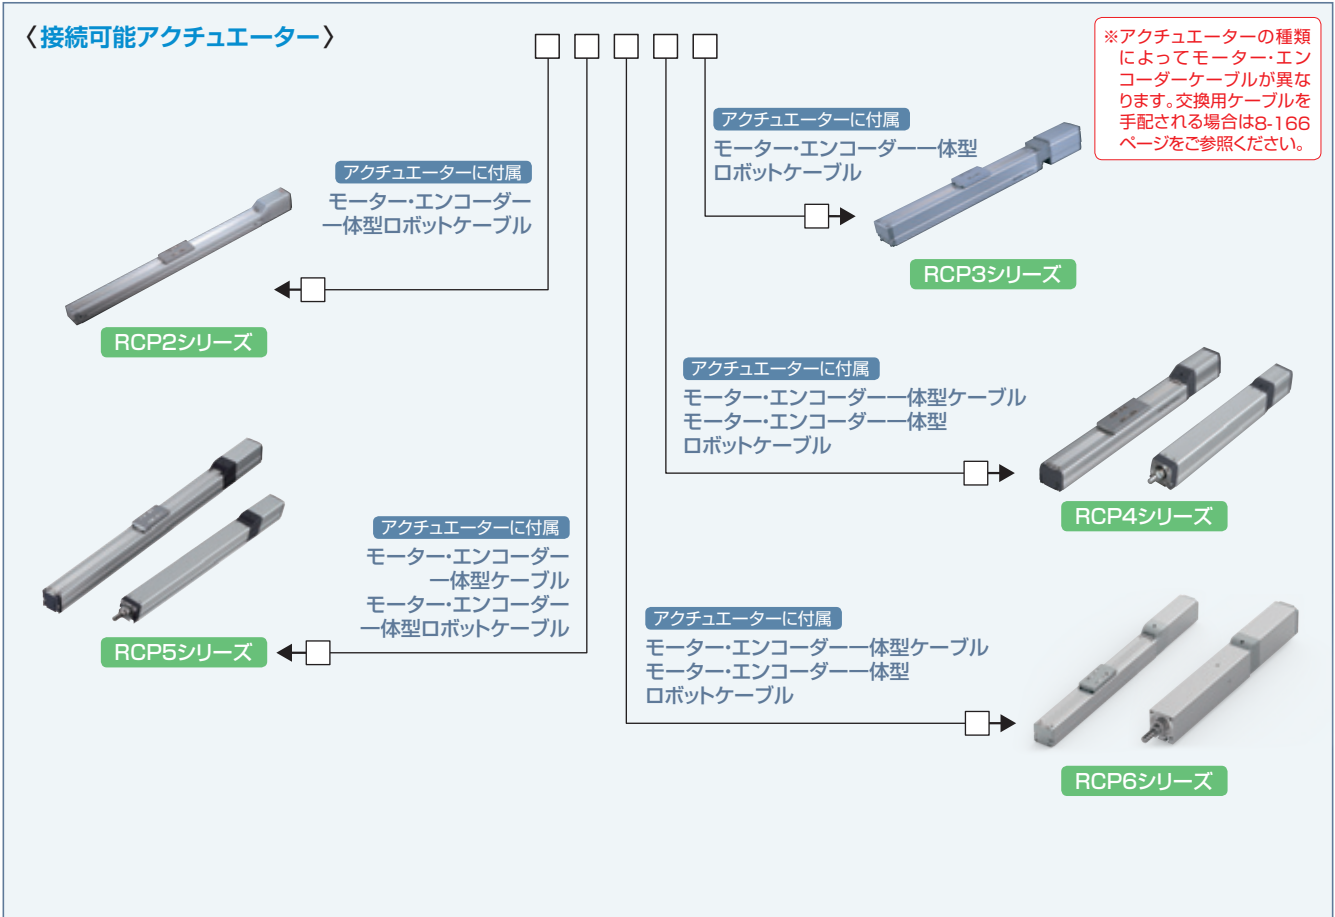 〈接続可能アクチュエーター〉
※アクチュエーターの種類
によってモーター・エン
コーダーケーブルが異な
ります。交換用ケーブルを
手配される場合は8-166
ページをご参照ください。
アクチュエーターに付属
モーター・エンコーダー
一体型ロボットケーブル
RCP2シリーズ
アクチュエーターに付属
モーター・エンコーダー一体型
ロボットケーブル
RCP3シリーズ
アクチュエーターに付属
モーター・エンコーダー一体型ケーブル
モーター・エンコーダー一体型
ロボットケーブル
RCP4シリーズ
アクチュエーターに付属
モーター・エンコーダー
一体型ケーブル
モーター・エンコーダー
一体型ロボットケーブル
RCP5シリーズ
アクチュエーターに付属
モーター・エンコーダー一体型ケーブル
モーター・エンコーダー一体型
ロボットケーブル
RCP6シリーズ